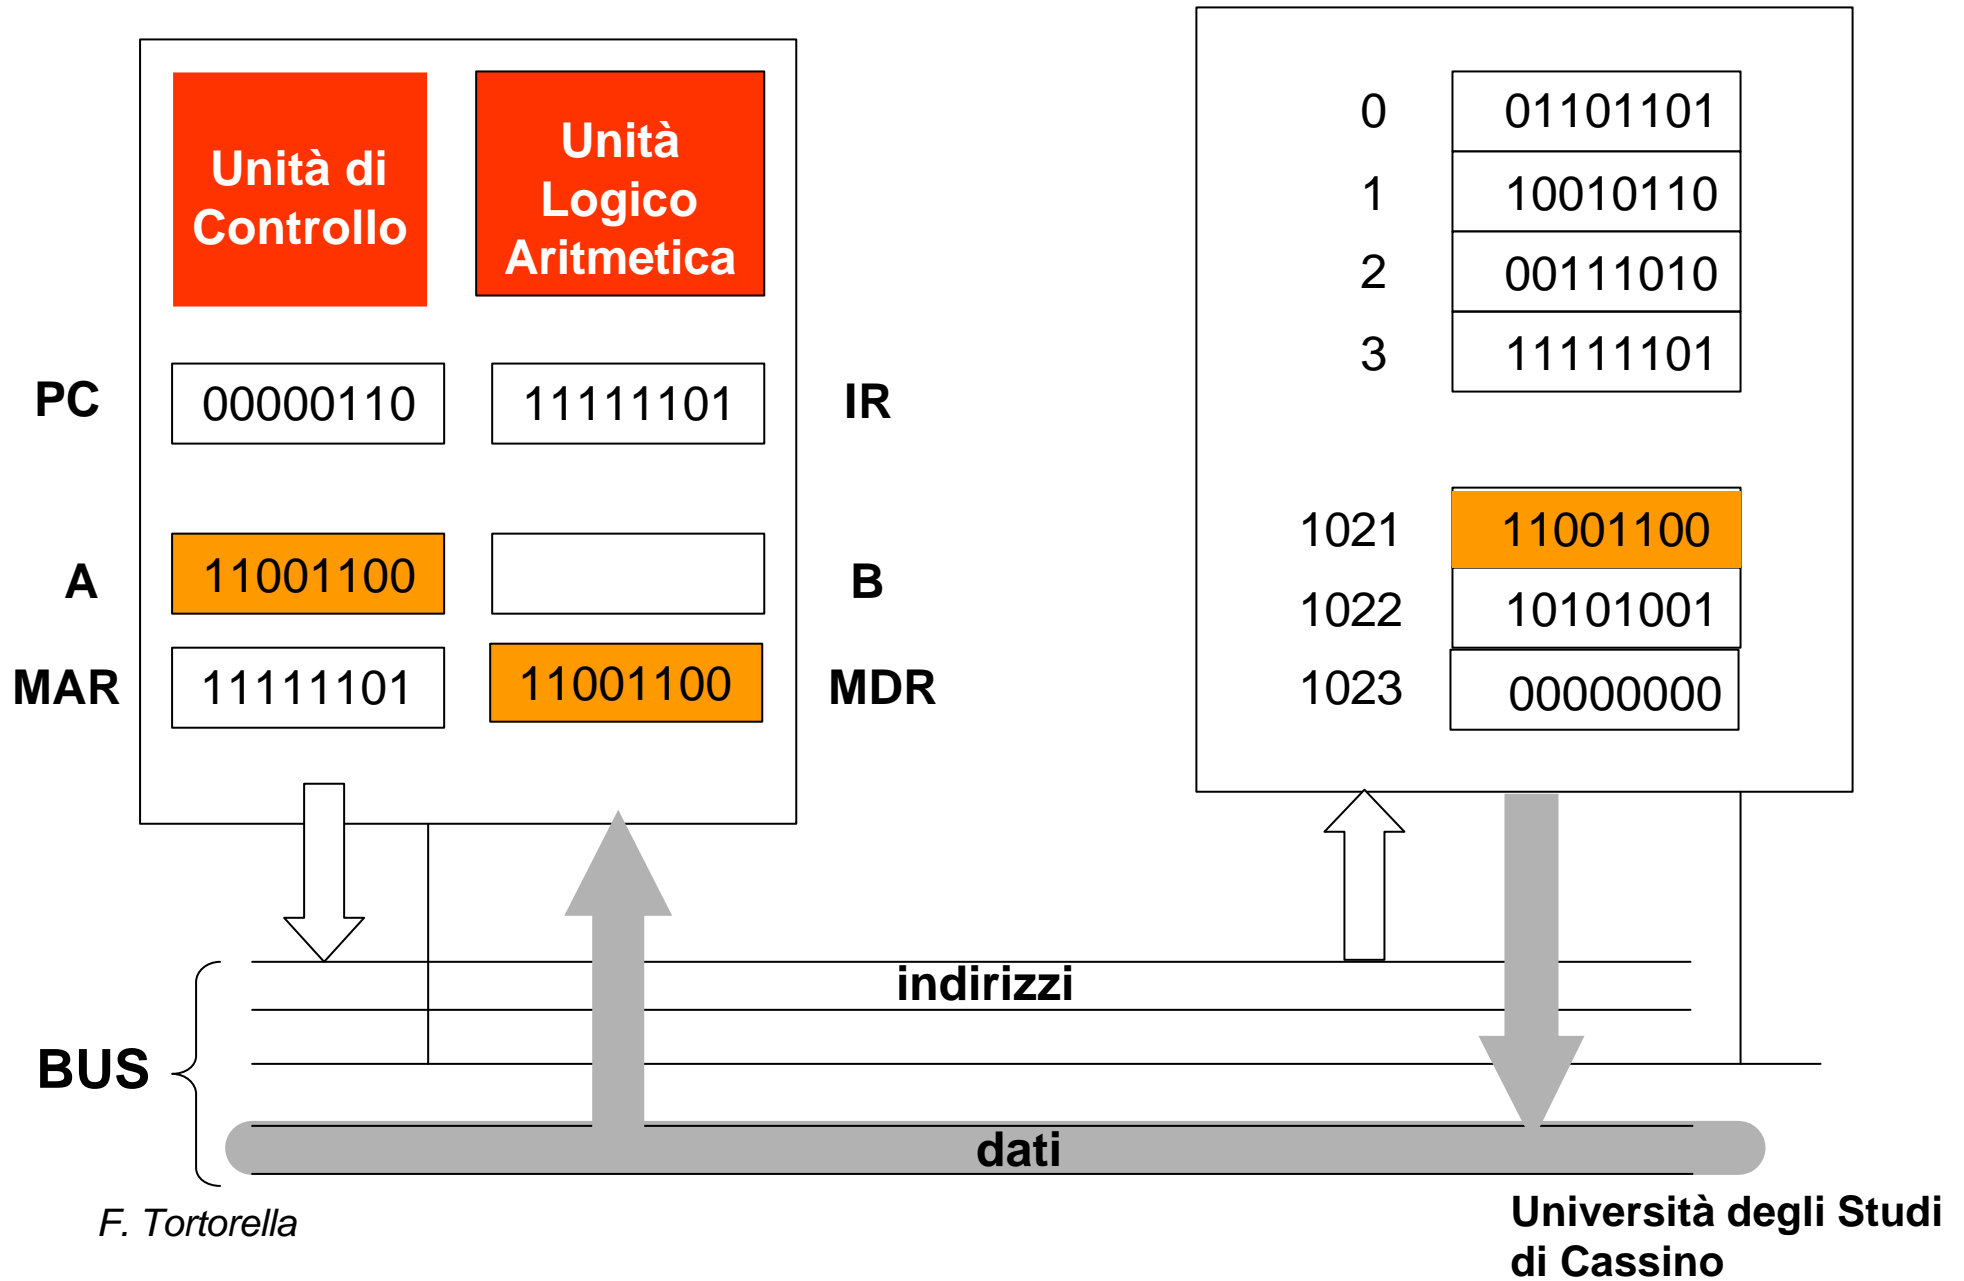 Unità di
Controllo
Unità
Logico
Aritmetica
PC
00000110
11111101
IR
A
11001100
B
MAR
11111101
11001100
MDR
0
01101101
1
10010110
2
00111010
3
11111101
1021
11001100
1022
10101001
1023
00000000
BUS
indirizzi
dati
F. Tortorella
Università degli Studi
di Cassino